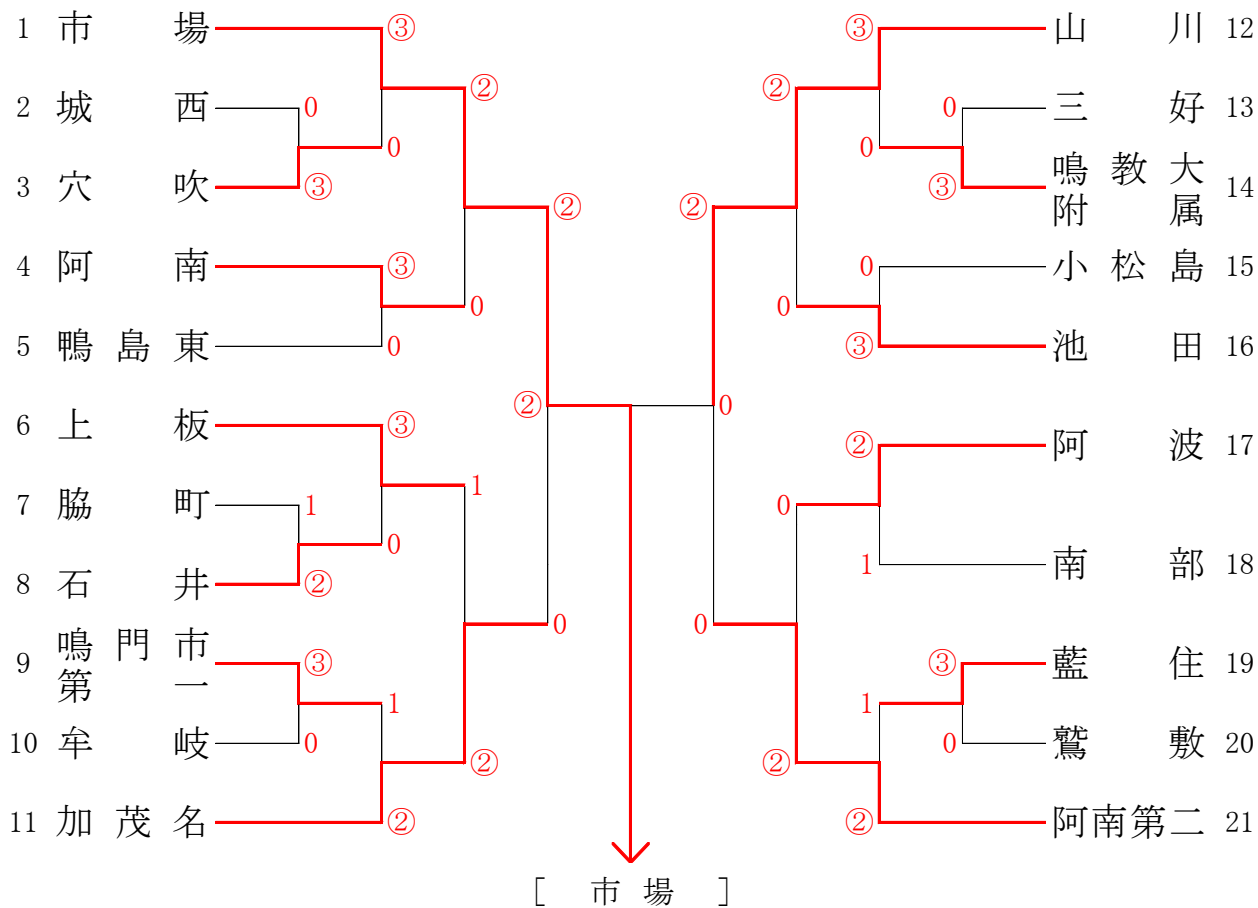 1 市場 ③
②
2 城西 0
0
3 穴吹 ③
②
4 阿南 ③
0
5 鴨島東 0
②
6 上板 ③
1
7 脇町 1
0
8 石井 ②
0
9 鳴門市第一 ③
1
10 牟岐 0
②
11 加茂名 ②
③ 山川 12
②
0 三好 13
0
③ 鳴教大附属 14
②
0 小松島 15
0
③ 池田 16
0
② 阿波 17
0
1 南部 18
0
③ 藍住 19
1
0 鷲敷 20
②
② 阿南第二 21
[ 市場 ]